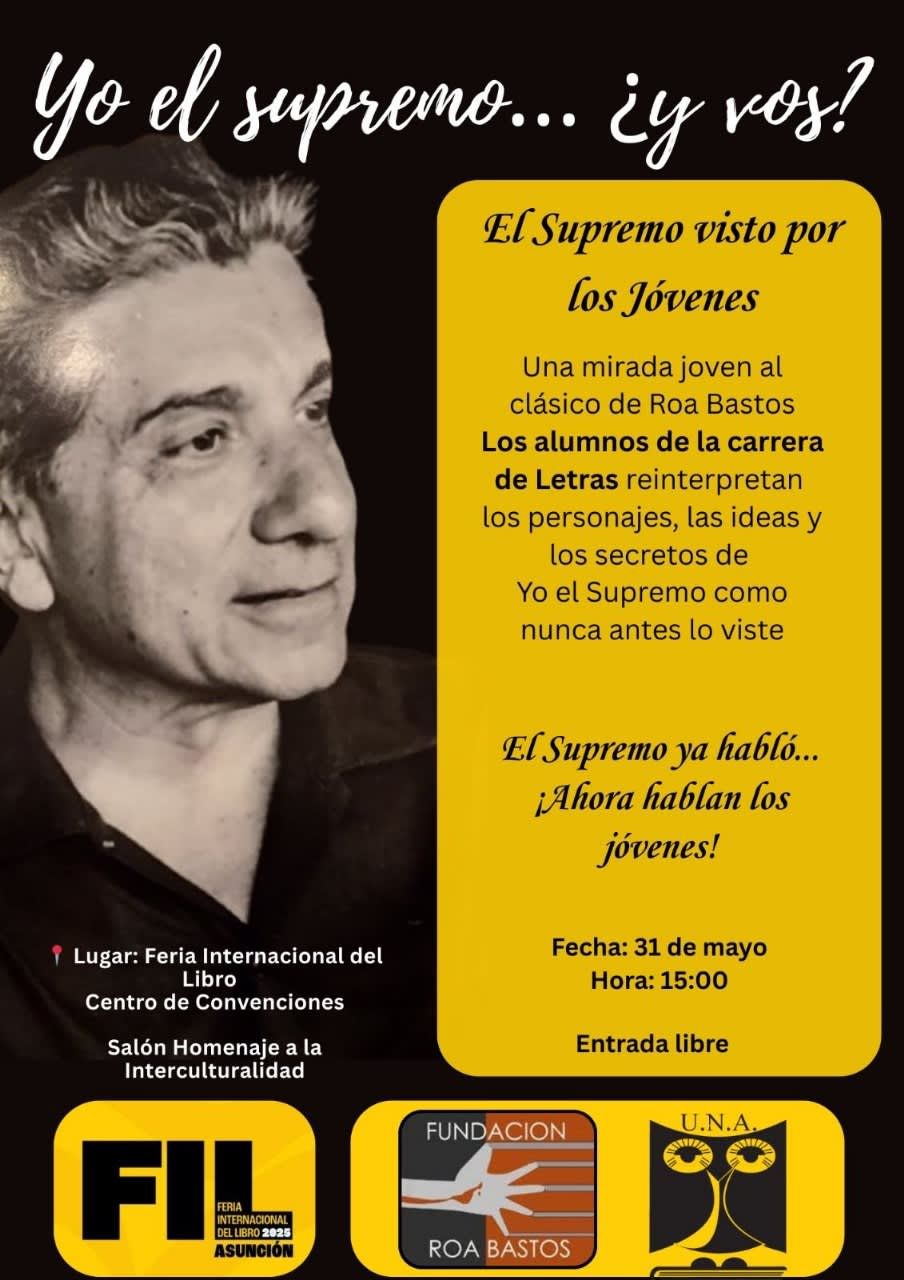 Yo el supremo... ¿y vos?
El Supremo visto por
los Jóvenes
Una mirada joven al
clásico de Roa Bastos
Los alumnos de la carrera
de Letras reinterpretan
los personajes, las ideas y
los secretos de
Yo el Supremo como
nunca antes lo viste
El Supremo ya habló...
¡Ahora hablan los
jóvenes!
Fecha: 31 de mayo
Hora: 15:00
Entrada libre
📍 Lugar: Feria Internacional del
Libro
Centro de Convenciones
Salón Homenaje a la
Interculturalidad
FIL
FERIA
INTERNACIONAL
DEL LIBRO 2025
ASUNCIÓN
FUNDACION
ROA BASTOS
U.N.A.